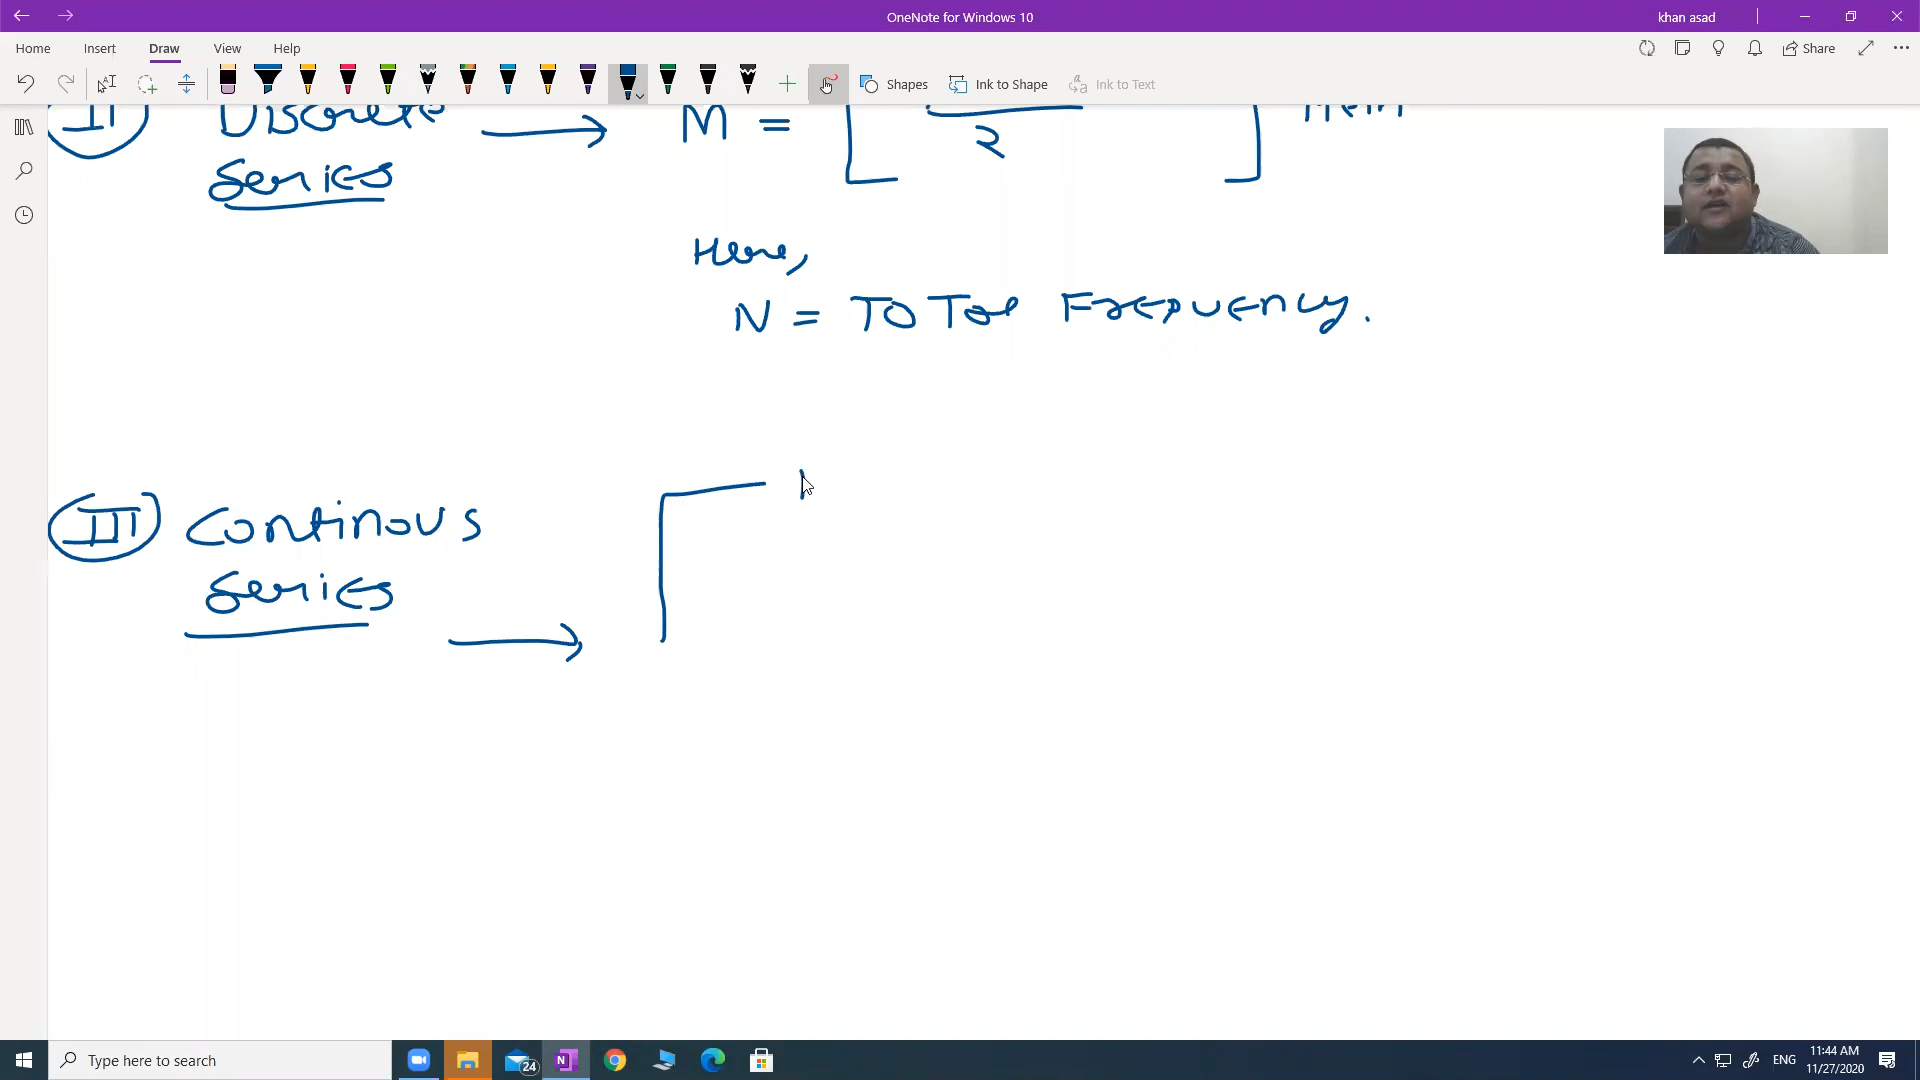 OneNote for Windows 10
khan asad
Home Insert Draw View Help
Share
Shapes Ink to Shape Ink to Text
II Discrete M = 2 Item
Series
Here,
N = ToTal Frequency.
III Continous
Series
24
Type here to search
ENG 11:44 AM
11/27/2020